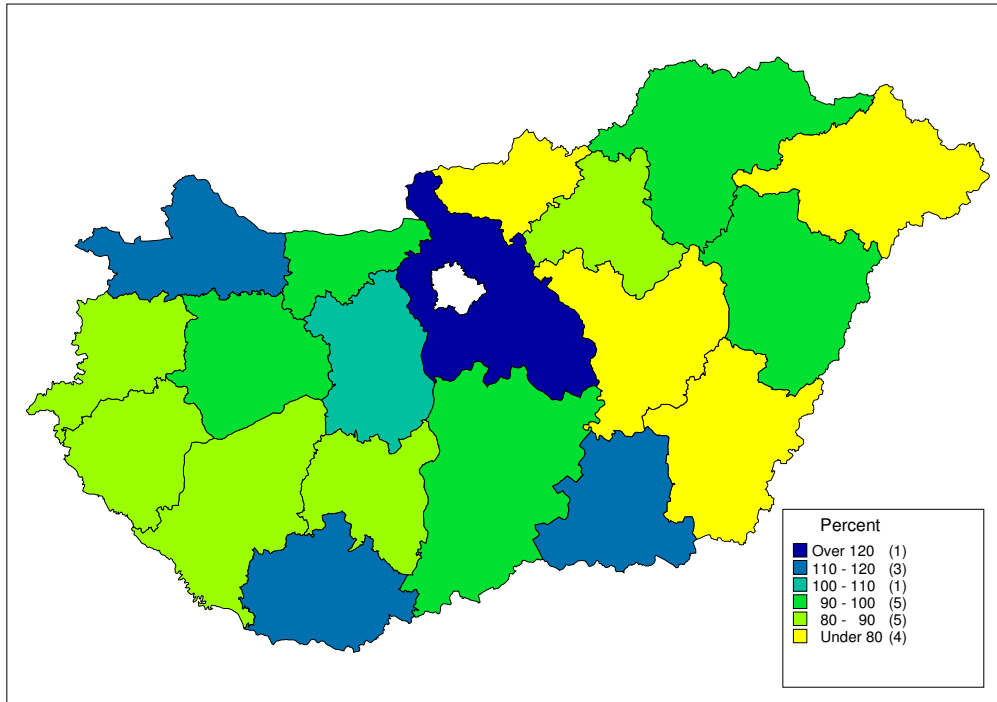 Percent
Over 120 (1)
110 - 120 (3)
100 - 110 (1)
90 - 100 (5)
80 - 90 (5)
Under 80 (4)